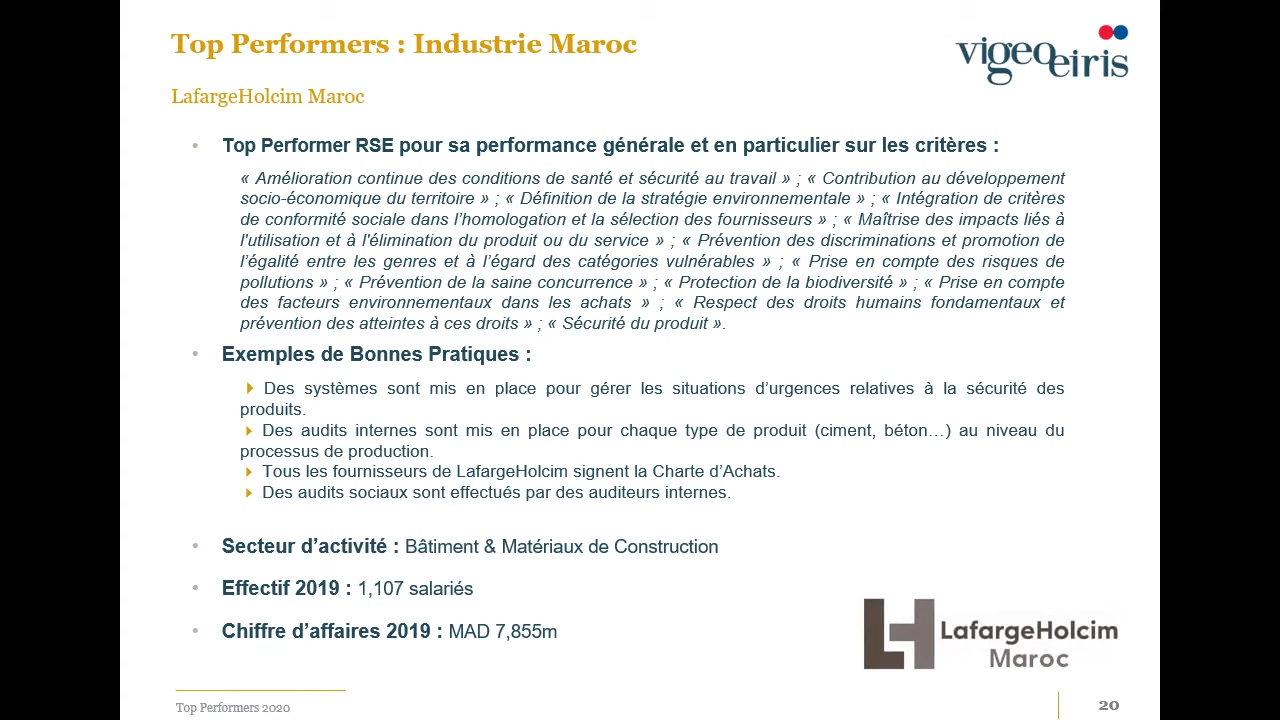 Top Performers : Industrie Maroc
vigeoeiris
LafargeHolcim Maroc
• Top Performer RSE pour sa performance générale et en particulier sur les critères :
« Amélioration continue des conditions de santé et sécurité au travail » ; « Contribution au développement
socio-économique du territoire » ; « Définition de la stratégie environnementale » ; « Intégration de critères
de conformité sociale dans l’homologation et la sélection des fournisseurs » ; « Maîtrise des impacts liés à
l'utilisation et à l'élimination du produit ou du service » ; « Prévention des discriminations et promotion de
l’égalité entre les genres et à l’égard des catégories vulnérables » ; « Prise en compte des risques de
pollutions » ; « Prévention de la saine concurrence » ; « Protection de la biodiversité » ; « Prise en compte
des facteurs environnementaux dans les achats » ; « Respect des droits humains fondamentaux et
prévention des atteintes à ces droits » ; « Sécurité du produit ».
• Exemples de Bonnes Pratiques :
Des systèmes sont mis en place pour gérer les situations d’urgences relatives à la sécurité des
produits.
Des audits internes sont mis en place pour chaque type de produit (ciment, béton…) au niveau du
processus de production.
Tous les fournisseurs de LafargeHolcim signent la Charte d’Achats.
Des audits sociaux sont effectués par des auditeurs internes.
• Secteur d’activité : Bâtiment & Matériaux de Construction
• Effectif 2019 : 1,107 salariés
• Chiffre d’affaires 2019 : MAD 7,855m
LafargeHolcim
Maroc
Top Performers 2020
20